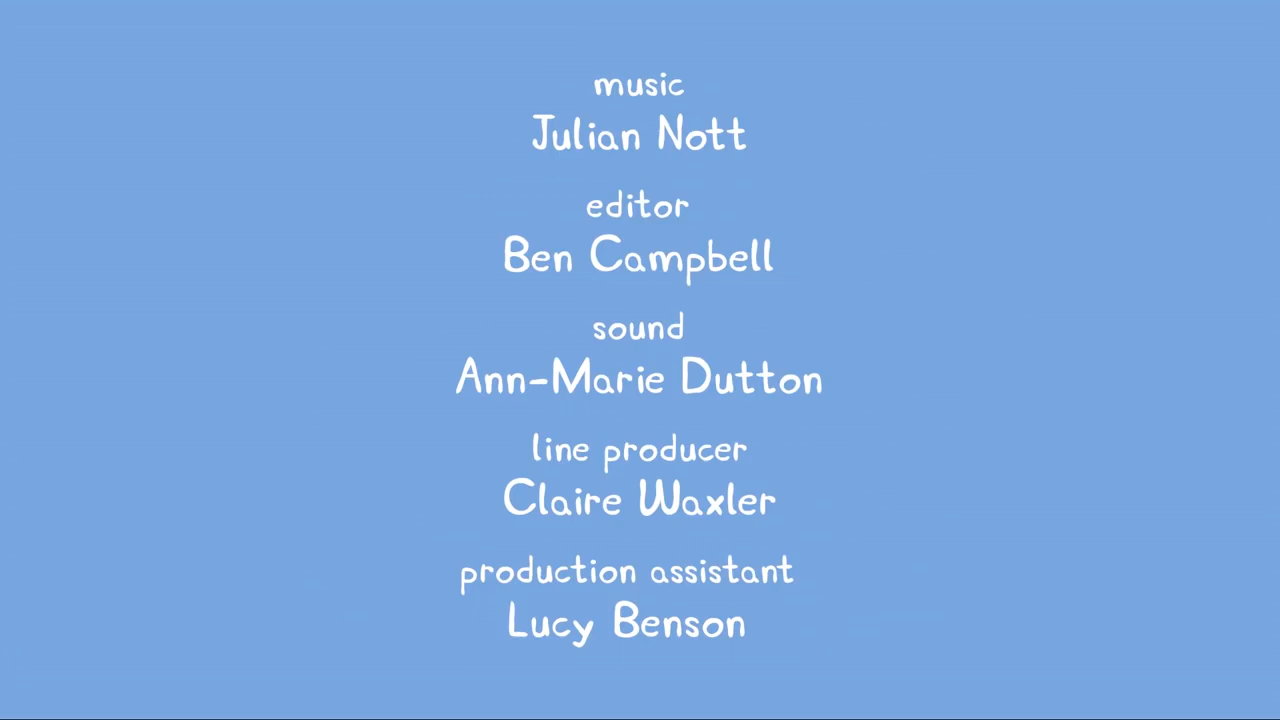 music
Julian Nott
editor
Ben Campbell
sound
Ann-Marie Dutton
line producer
Claire Waxler
production assistant
Lucy Benson